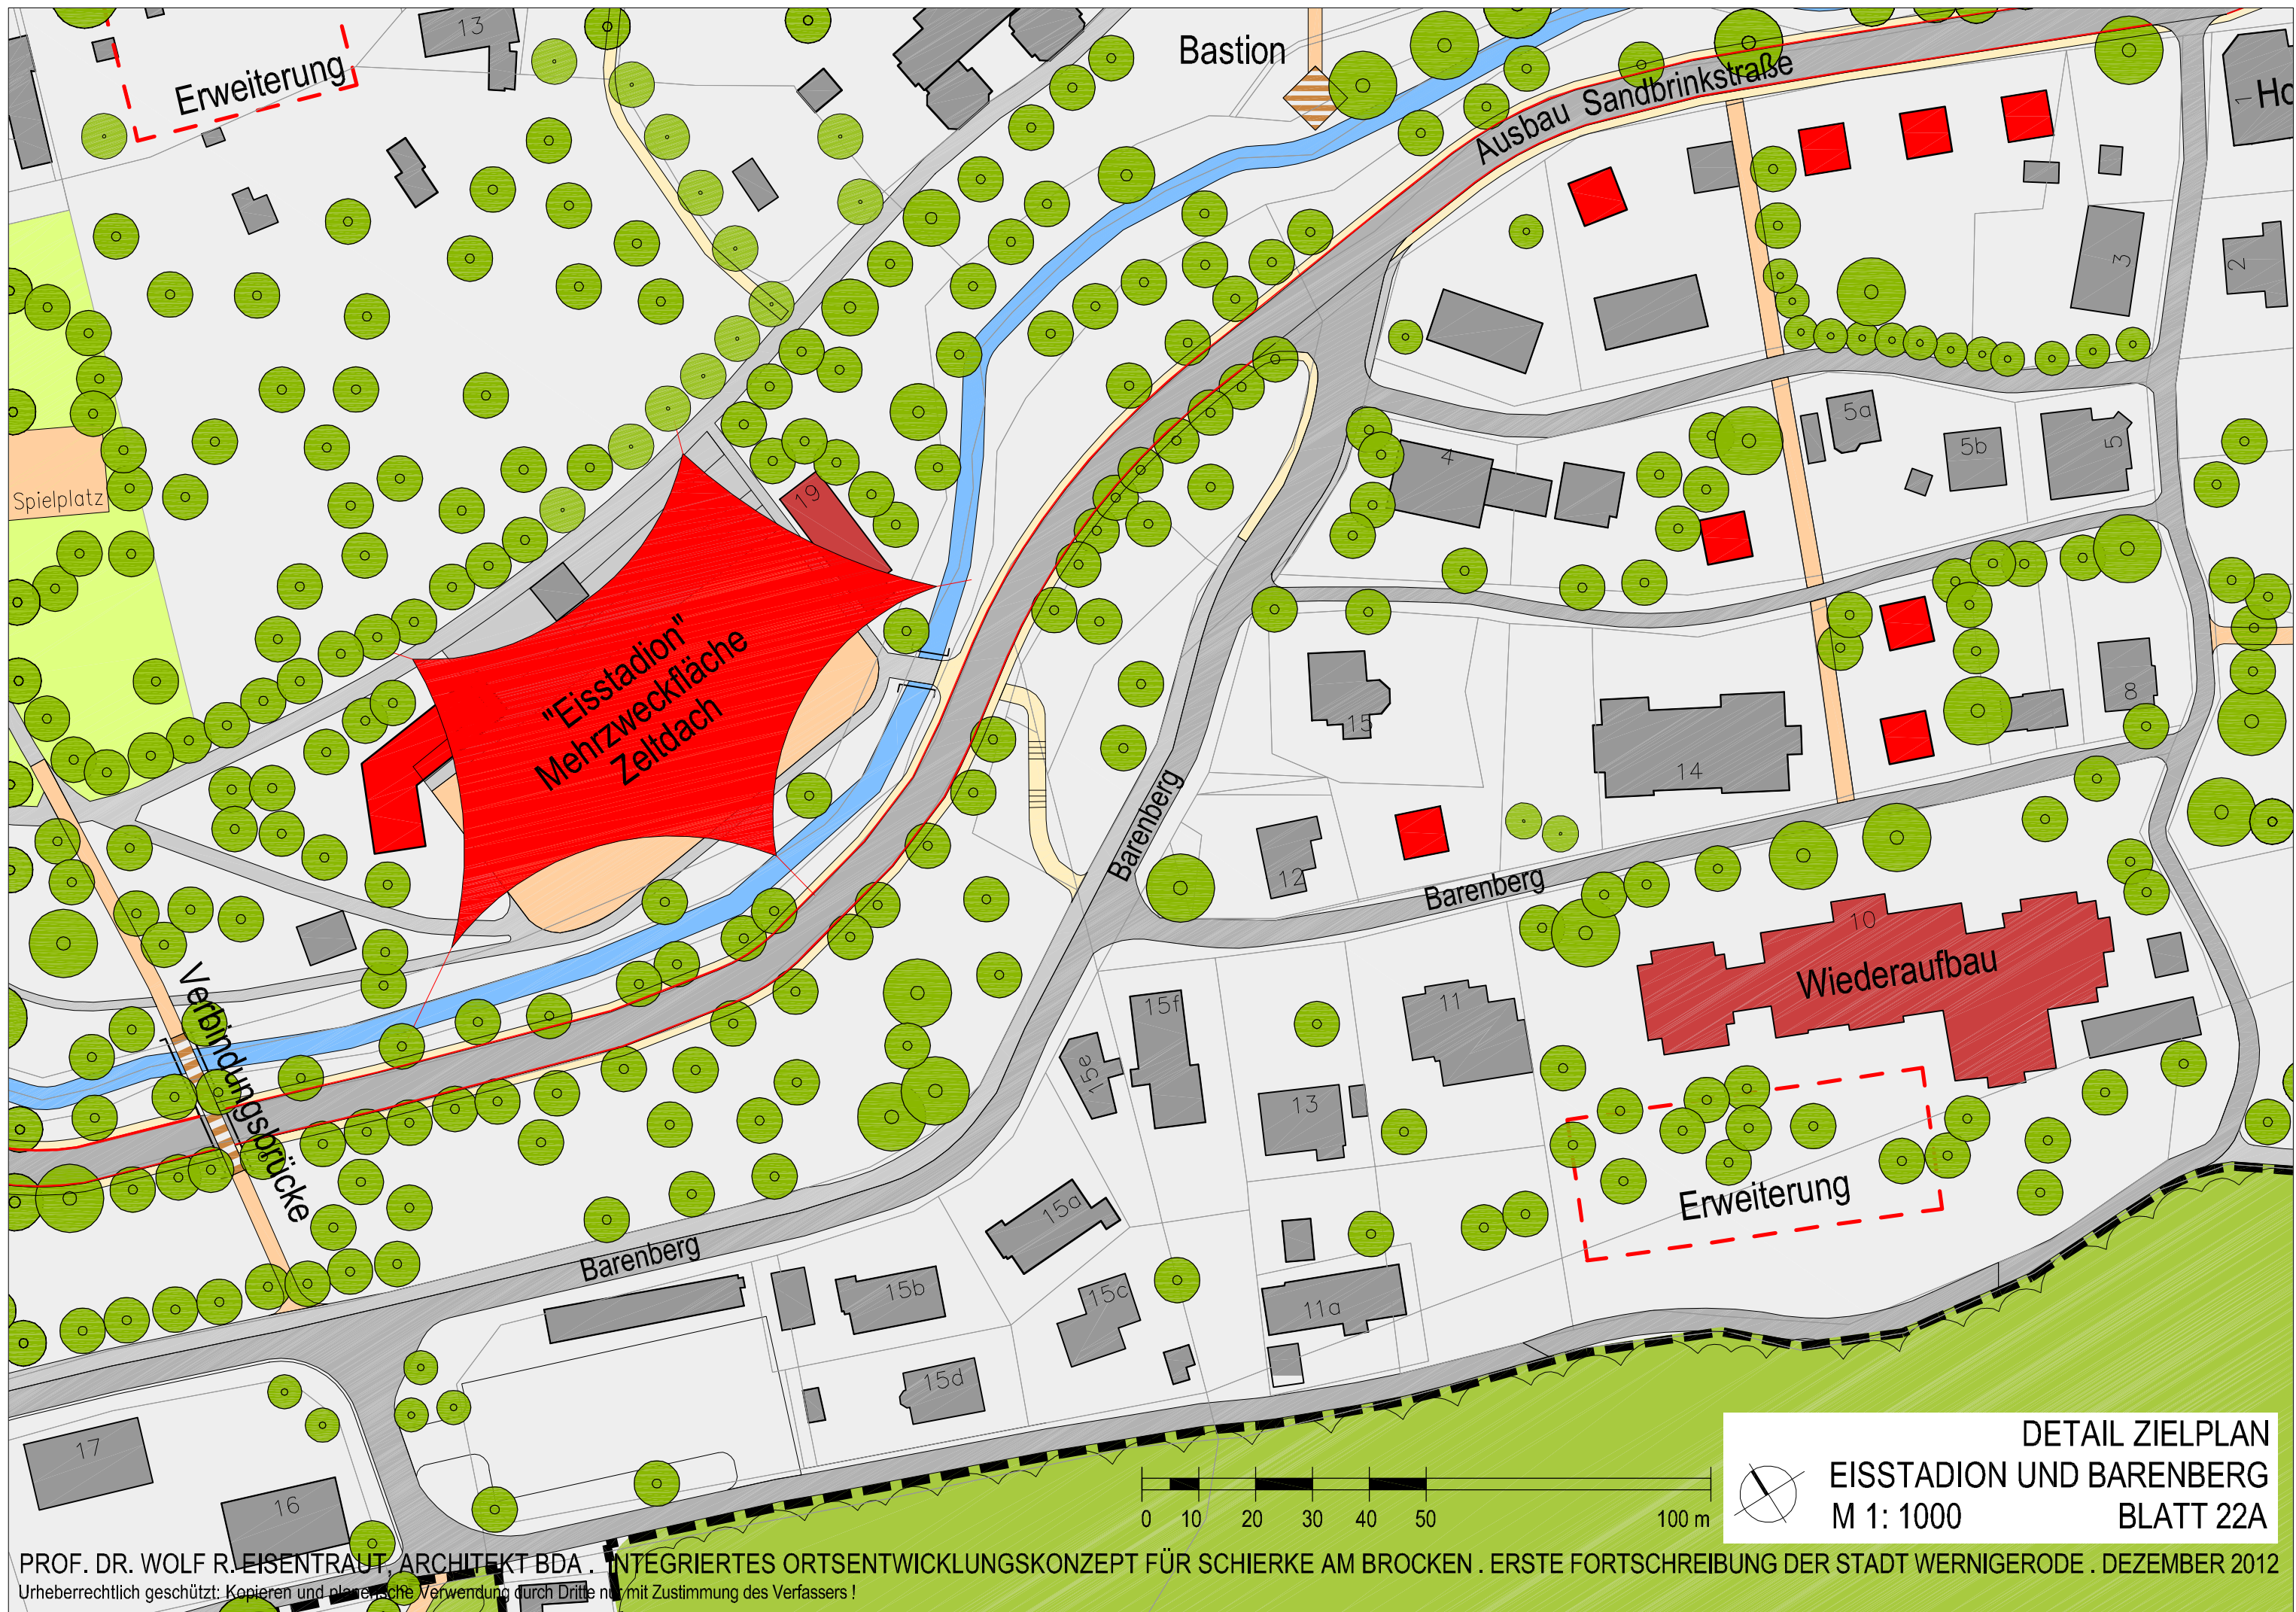 13
Erweiterung
Bastion
Ausbau Sandbrinkstraße
1
Ho
3
2
Spielplatz
19
4
5a
5b
5
"Eisstadion"
Mehrzweckfläche
Zeltdach
15
14
8
12
Barenberg
Barenberg
10
Wiederaufbau
Verbindungsbrücke
15f
15e
11
13
Erweiterung
15a
Barenberg
15b
15c
11a
15d
17
16
0 10 20 30 40 50 100 m
DETAIL ZIELPLAN
EISSTADION UND BARENBERG
M 1: 1000 BLATT 22A
PROF. DR. WOLF R. EISENTRAUT, ARCHITEKT BDA . INTEGRIERTES ORTSENTWICKLUNGSKONZEPT FÜR SCHIERKE AM BROCKEN . ERSTE FORTSCHREIBUNG DER STADT WERNIGERODE . DEZEMBER 2012
Urheberrechtlich geschützt: Kopieren und planerische Verwendung durch Dritte nur mit Zustimmung des Verfassers !